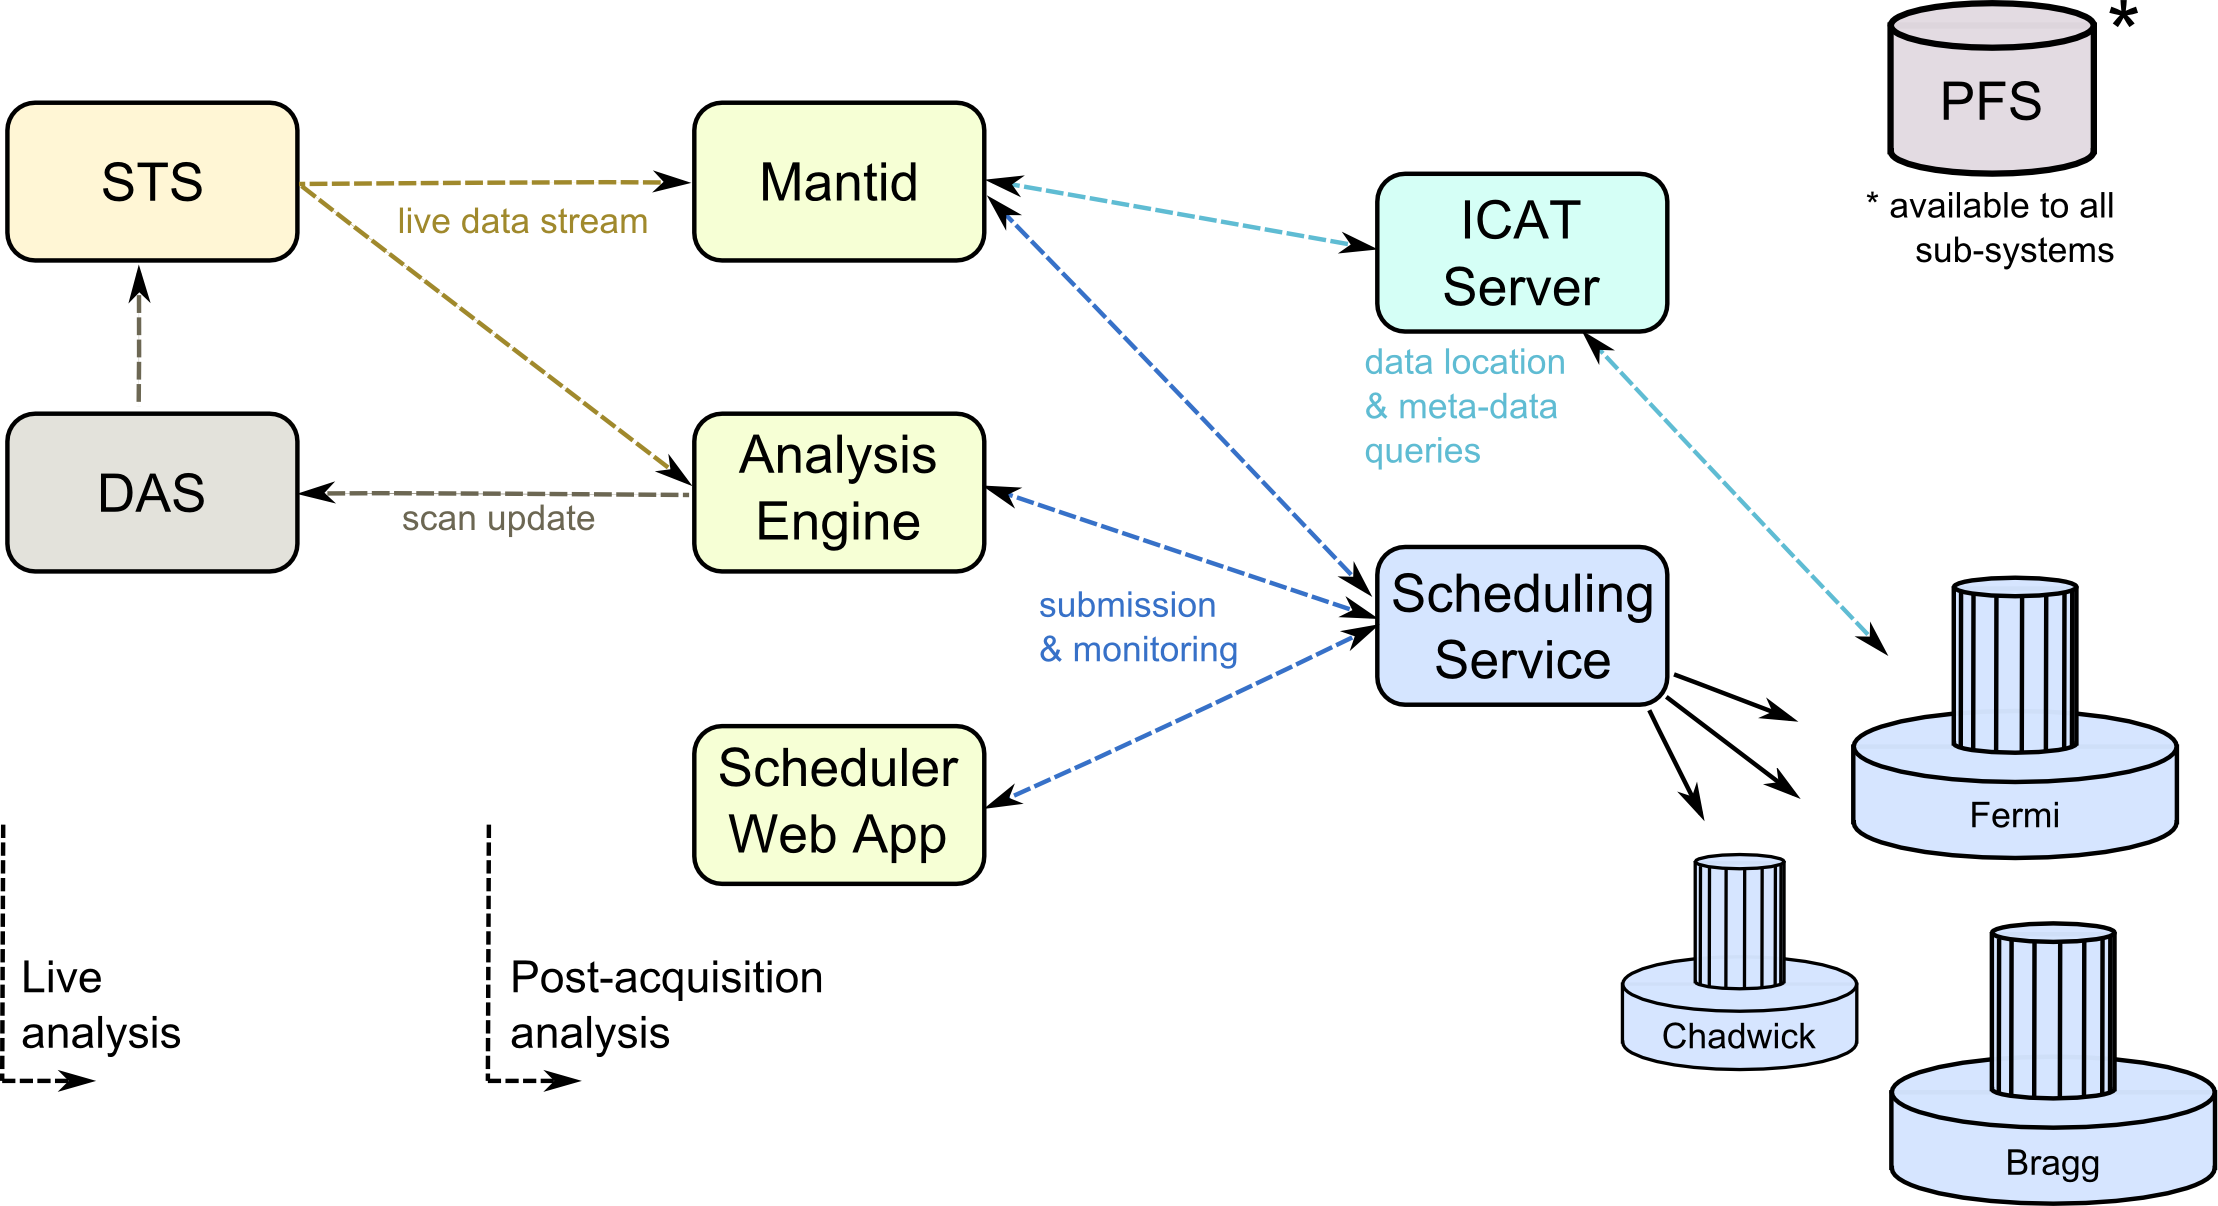 *
PFS
* available to all
sub-systems
STS
live data stream
Mantid
ICAT
Server
data location
& meta-data
queries
DAS
scan update
Analysis
Engine
submission
& monitoring
Scheduling
Service
Scheduler
Web App
Fermi
Chadwick
Bragg
Live
analysis
Post-acquisition
analysis